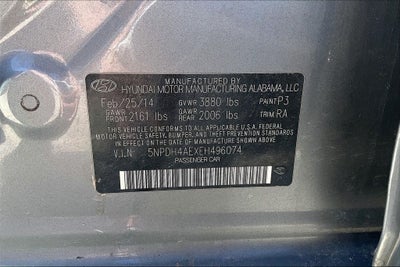 MANUFACTURED BY
HYUNDAI MOTOR MANUFACTURING ALABAMA, LLC
Feb/25/14 GVWR 3880 lbs PAINT:P3
GAWR FRONT 2161 lbs GAWR REAR 2006 lbs TRIM:RA
THIS VEHICLE CONFORMS TO ALL APPLICABLE U.S. FEDERAL MOTOR
VEHICLE SAFETY, BUMPER, AND THEFT PREVENTION STANDARDS
IN EFFECT ON THE DATE OF MANUFACTURE SHOWN ABOVE.
V.I.N: 5NPDH4AEXEH496074
PASSENGER CAR